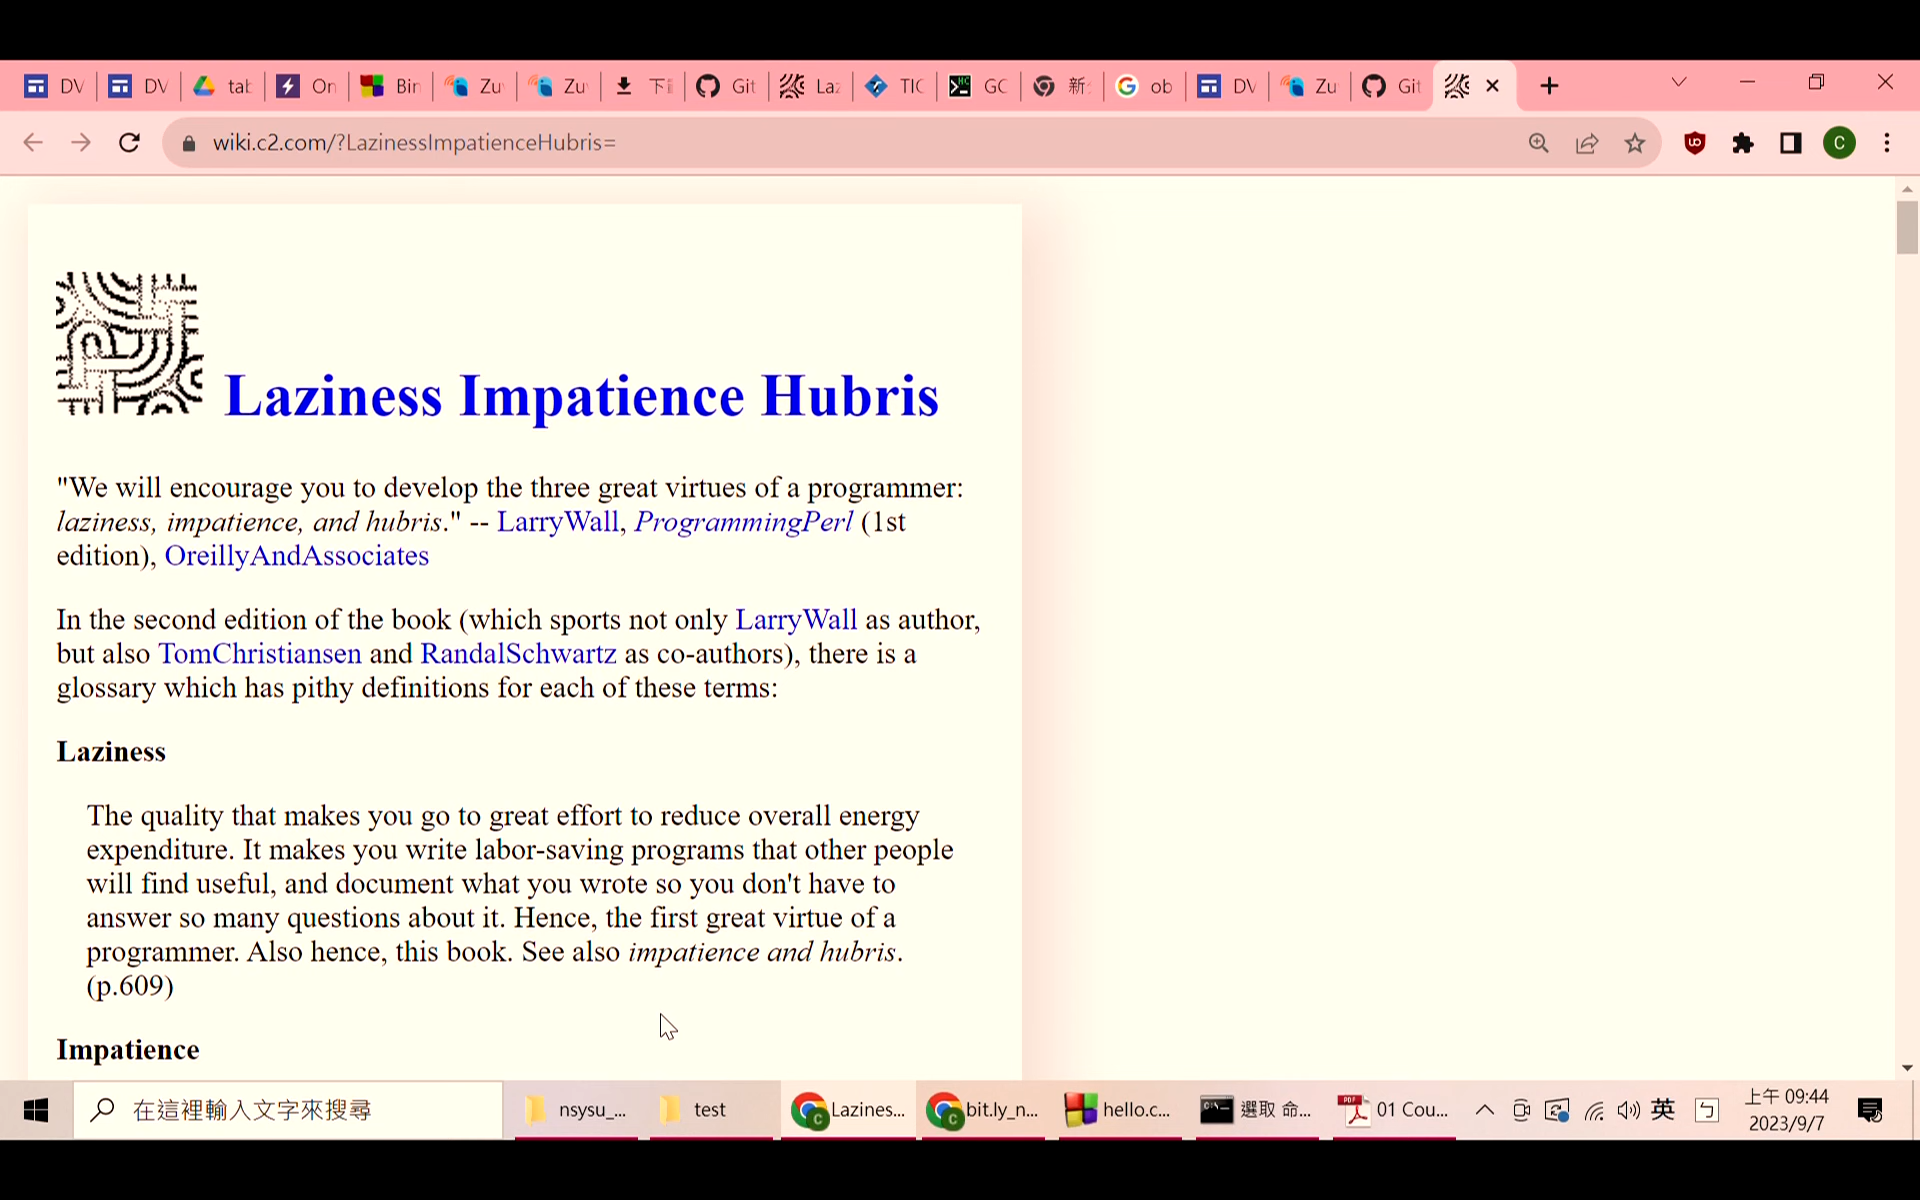 DV DV tab On Bin Zu Zu 下 Git Laz TIC GC 新 ob DV Zu Git
wiki.c2.com/?LazinessImpatienceHubris=
C
Laziness Impatience Hubris
"We will encourage you to develop the three great virtues of a programmer:
laziness, impatience, and hubris." -- LarryWall, ProgrammingPerl (1st
edition), OreillyAndAssociates
In the second edition of the book (which sports not only LarryWall as author,
but also TomChristiansen and RandalSchwartz as co-authors), there is a
glossary which has pithy definitions for each of these terms:
Laziness
The quality that makes you go to great effort to reduce overall energy
expenditure. It makes you write labor-saving programs that other people
will find useful, and document what you wrote so you don't have to
answer so many questions about it. Hence, the first great virtue of a
programmer. Also hence, this book. See also impatience and hubris.
(p.609)
Impatience
在這裡輸入文字來搜尋 nsysu_... test Lazines... bit.ly_n... hello.c... 選取 命... 01 Cou... 英 上午 09:44
2023/9/7